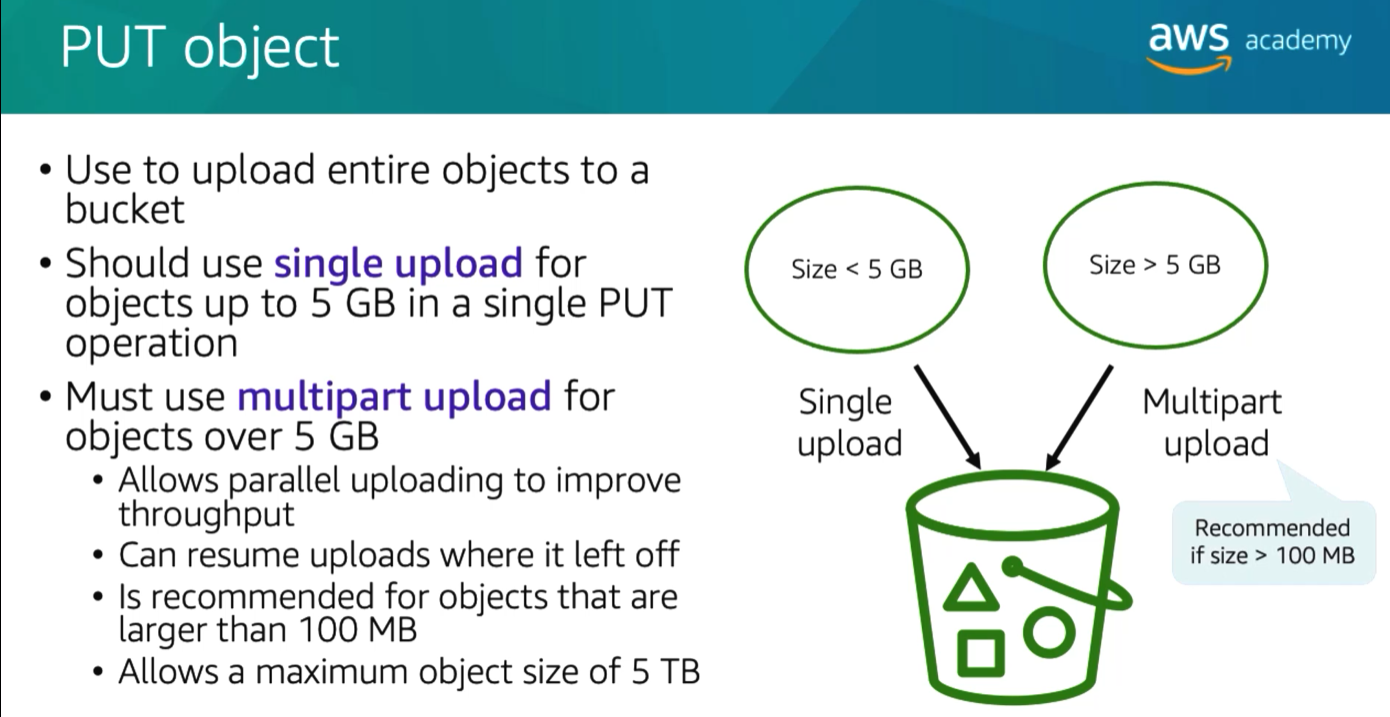 PUT object
aws academy
• Use to upload entire objects to a
bucket
• Should use single upload for
objects up to 5 GB in a single PUT
operation
• Must use multipart upload for
objects over 5 GB
• Allows parallel uploading to improve
throughput
• Can resume uploads where it left off
• Is recommended for objects that are
larger than 100 MB
• Allows a maximum object size of 5 TB
Size < 5 GB
Size > 5 GB
Single
upload
Multipart
upload
Recommended
if size > 100 MB